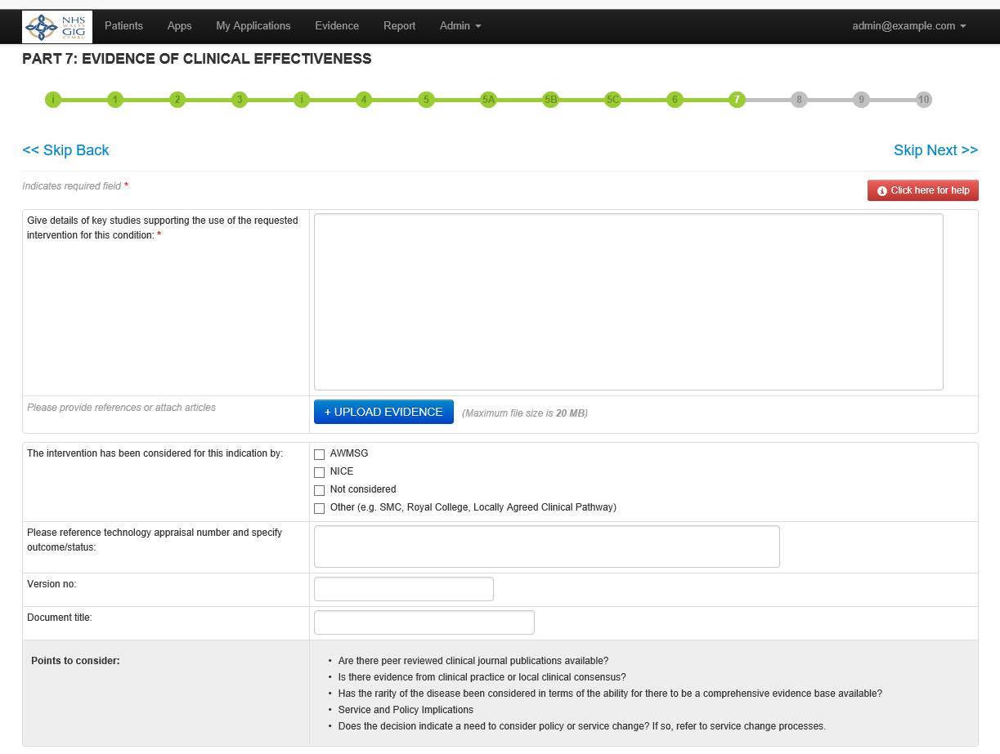 NHS
WALES
GIG
CYMRU
Patients Apps My Applications Evidence Report Admin admin@example.com
PART 7: EVIDENCE OF CLINICAL EFFECTIVENESS
i 1 2 3 i 4 5 5A 5B 5C 6 7 8 9 10
<< Skip Back Skip Next >>
Indicates required field *
Click here for help
Give details of key studies supporting the use of the requested
intervention for this condition: *
Please provide references or attach articles
+ UPLOAD EVIDENCE (Maximum file size is 20 MB)
The intervention has been considered for this indication by:
AWMSG
NICE
Not considered
Other (e.g. SMC, Royal College, Locally Agreed Clinical Pathway)
Please reference technology appraisal number and specify
outcome/status:
Version no:
Document title:
Points to consider:
• Are there peer reviewed clinical journal publications available?
• Is there evidence from clinical practice or local clinical consensus?
• Has the rarity of the disease been considered in terms of the ability for there to be a comprehensive evidence base available?
• Service and Policy Implications
• Does the decision indicate a need to consider policy or service change? If so, refer to service change processes.